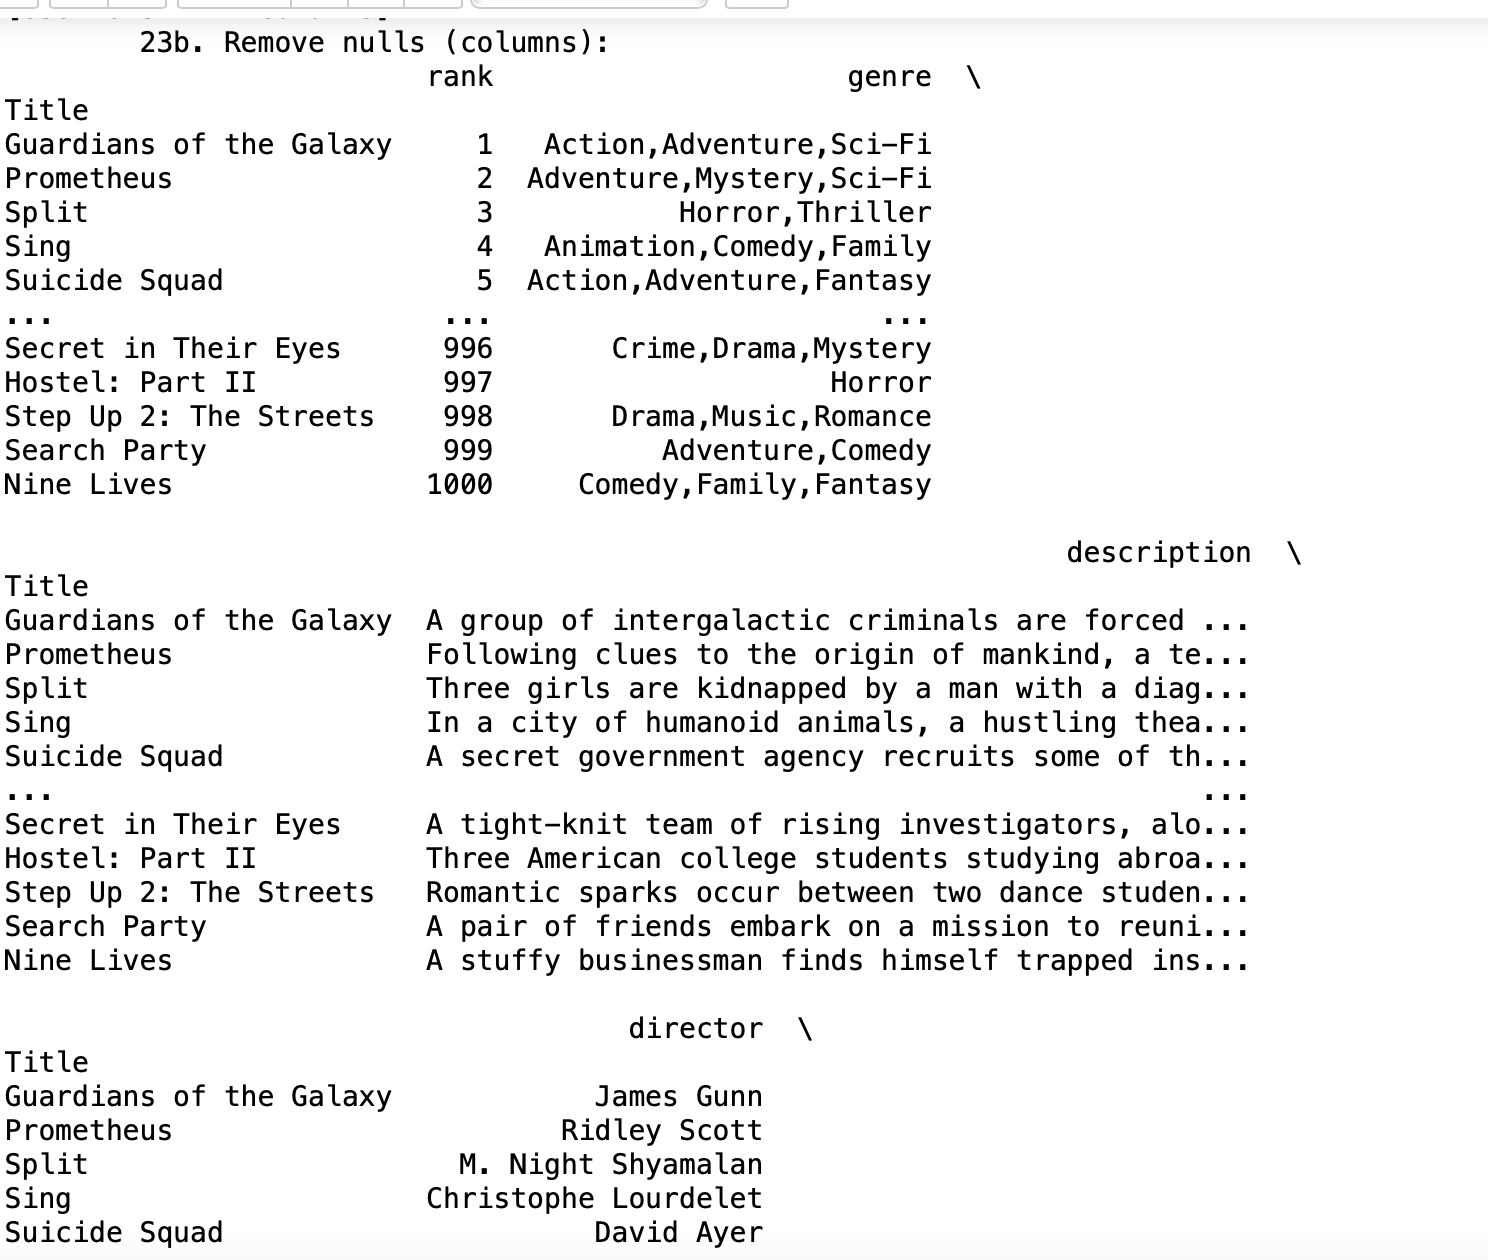 23b. Remove nulls (columns):
rank genre \
Title
Guardians of the Galaxy 1 Action,Adventure,Sci-Fi
Prometheus 2 Adventure,Mystery,Sci-Fi
Split 3 Horror,Thriller
Sing 4 Animation,Comedy,Family
Suicide Squad 5 Action,Adventure,Fantasy
... ... ...
Secret in Their Eyes 996 Crime,Drama,Mystery
Hostel: Part II 997 Horror
Step Up 2: The Streets 998 Drama,Music,Romance
Search Party 999 Adventure,Comedy
Nine Lives 1000 Comedy,Family,Fantasy
description \
Title
Guardians of the Galaxy A group of intergalactic criminals are forced ...
Prometheus Following clues to the origin of mankind, a te...
Split Three girls are kidnapped by a man with a diag...
Sing In a city of humanoid animals, a hustling thea...
Suicide Squad A secret government agency recruits some of th...
... ...
Secret in Their Eyes A tight-knit team of rising investigators, alo...
Hostel: Part II Three American college students studying abroa...
Step Up 2: The Streets Romantic sparks occur between two dance studen...
Search Party A pair of friends embark on a mission to reuni...
Nine Lives A stuffy businessman finds himself trapped ins...
director \
Title
Guardians of the Galaxy James Gunn
Prometheus Ridley Scott
Split M. Night Shyamalan
Sing Christophe Lourdelet
Suicide Squad David Ayer